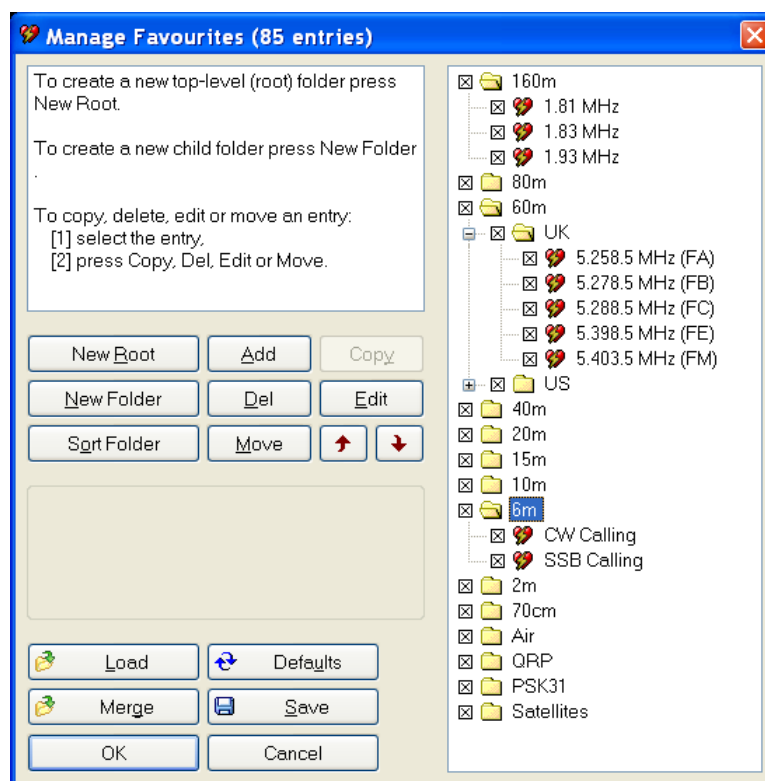 Manage Favourites (85 entries)
To create a new top-level (root) folder press
New Root.
To create a new child folder press New Folder
.
To copy, delete, edit or move an entry:
[1] select the entry,
[2] press Copy, Del, Edit or Move.
New Root
Add
Copy
New Folder
Del
Edit
Sort Folder
Move
Load
Defaults
Merge
Save
OK
Cancel
160m
1.81 MHz
1.83 MHz
1.93 MHz
80m
60m
UK
5.258.5 MHz (FA)
5.278.5 MHz (FB)
5.288.5 MHz (FC)
5.398.5 MHz (FE)
5.403.5 MHz (FM)
US
40m
20m
15m
10m
6m
CW Calling
SSB Calling
2m
70cm
Air
QRP
PSK31
Satellites